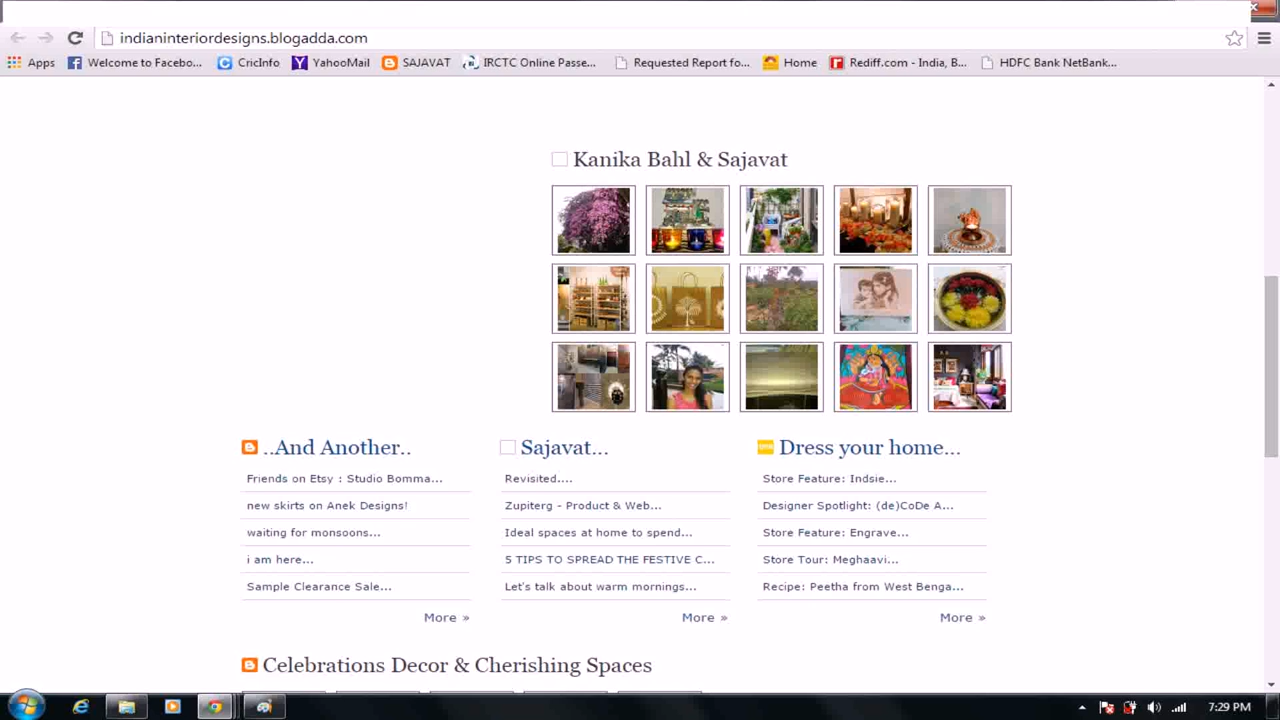 indianinteriordesigns.blogadda.com
Apps Welcome to Facebo... CricInfo YahooMail SAJAVAT IRCTC Online Passe... Requested Report fo... Home Rediff.com - India, B... HDFC Bank NetBank...
Kanika Bahl & Sajavat
..And Another..
Friends on Etsy : Studio Bomma...
new skirts on Anek Designs!
waiting for monsoons...
i am here...
Sample Clearance Sale...
More »
Sajavat...
Revisited....
Zupiterg - Product & Web...
Ideal spaces at home to spend...
5 TIPS TO SPREAD THE FESTIVE C...
Let's talk about warm mornings...
More »
Dress your home...
Store Feature: Indsie...
Designer Spotlight: (de)CoDe A...
Store Feature: Engrave...
Store Tour: Meghaavi...
Recipe: Peetha from West Benga...
More »
Celebrations Decor & Cherishing Spaces
7:29 PM